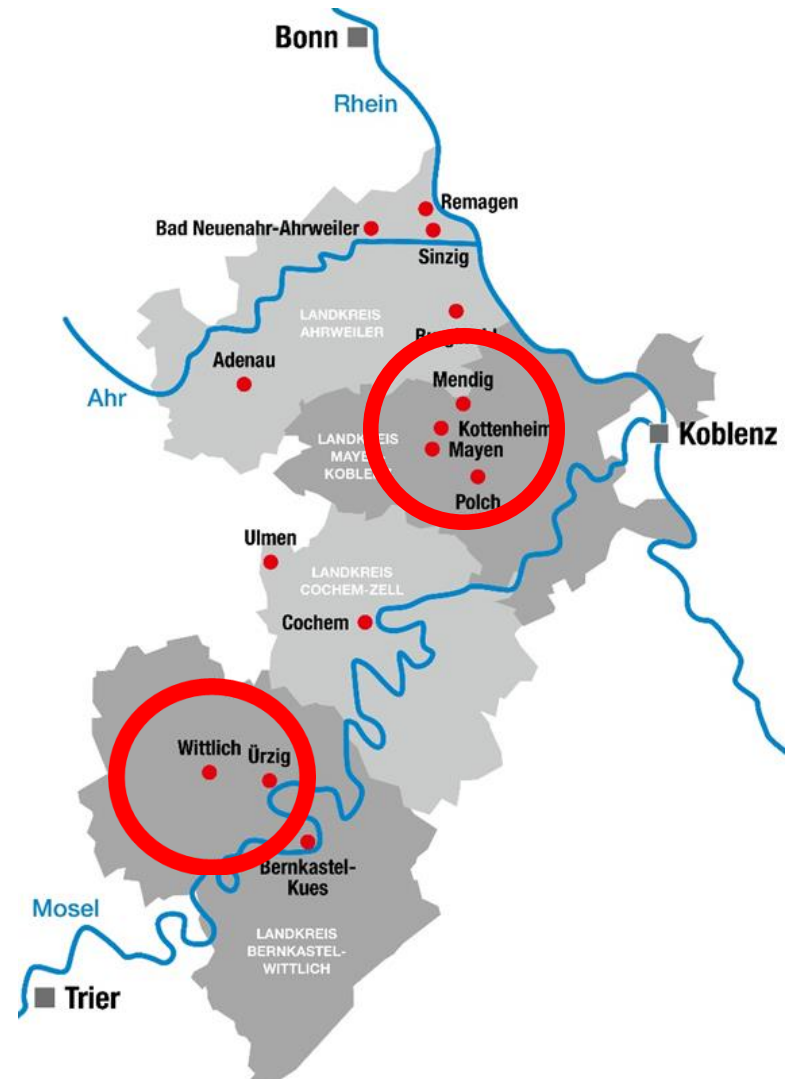 Bonn
Rhein
Remagen
Bad Neuenahr-Ahrweiler
Sinzig
LANDKREIS
AHRWEILER
Adenau
Mendig
Ahr
Kottenheim
Koblenz
LANDKREIS
Mayen
Polch
Ulmen
LANDKREIS
COCHEM-ZELL
Cochem
Wittlich
Ürzig
Bernkastel-
Kues
Mosel
LANDKREIS
BERNKASTEL-
WITTLICH
Trier